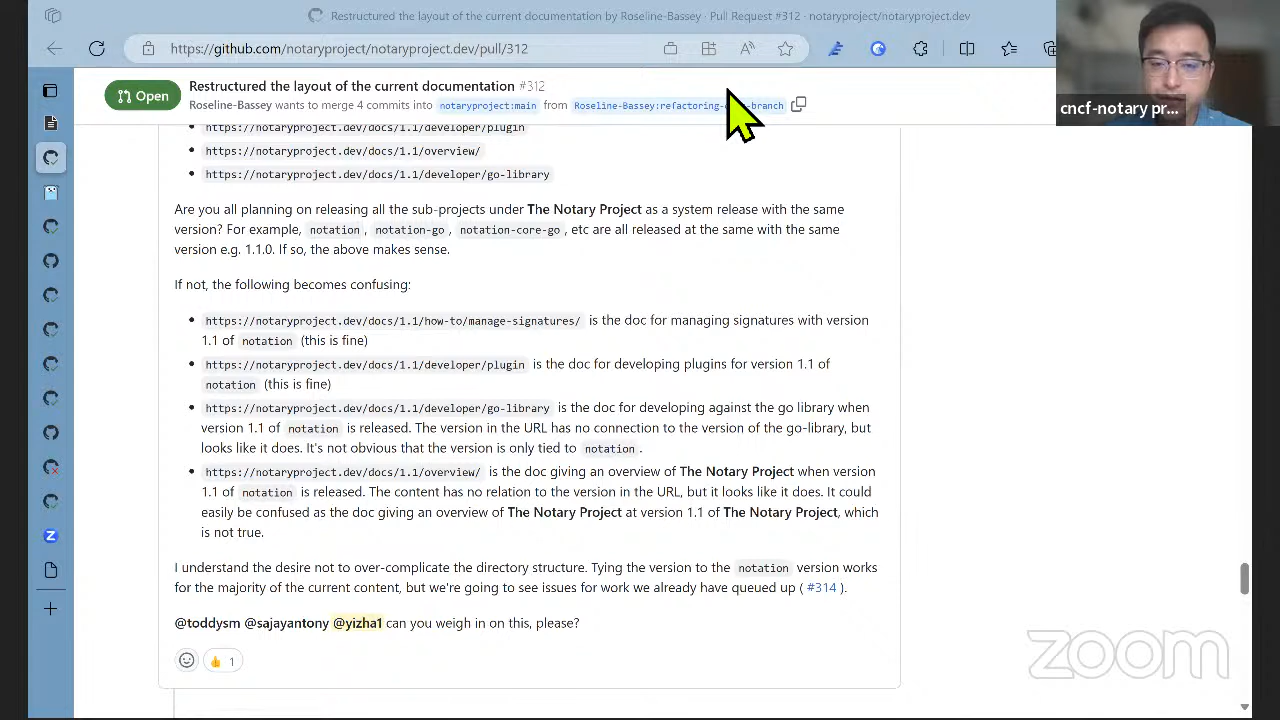 Restructured the layout of the current documentation by Roseline-Bassey · Pull Request #312 · notaryproject/notaryproject.dev
https://github.com/notaryproject/notaryproject.dev/pull/312
Open
Restructured the layout of the current documentation #312
Roseline-Bassey wants to merge 4 commits into notaryproject:main from Roseline-Bassey:refactoring-
branch
cncf-notary pr...
https://notaryproject.dev/docs/1.1/developer/plugin
https://notaryproject.dev/docs/1.1/overview/
https://notaryproject.dev/docs/1.1/developer/go-library
Are you all planning on releasing all the sub-projects under The Notary Project as a system release with the same
version? For example, notation, notation-go, notation-core-go, etc are all released at the same with the same
version e.g. 1.1.0. If so, the above makes sense.
If not, the following becomes confusing:
https://notaryproject.dev/docs/1.1/how-to/manage-signatures/ is the doc for managing signatures with version
1.1 of notation (this is fine)
https://notaryproject.dev/docs/1.1/developer/plugin is the doc for developing plugins for version 1.1 of
notation (this is fine)
https://notaryproject.dev/docs/1.1/developer/go-library is the doc for developing against the go library when
version 1.1 of notation is released. The version in the URL has no connection to the version of the go-library, but
looks like it does. It's not obvious that the version is only tied to notation.
https://notaryproject.dev/docs/1.1/overview/ is the doc giving an overview of The Notary Project when version
1.1 of notation is released. The content has no relation to the version in the URL, but it looks like it does. It could
easily be confused as the doc giving an overview of The Notary Project at version 1.1 of The Notary Project, which
is not true.
I understand the desire not to over-complicate the directory structure. Tying the version to the notation version works
for the majority of the current content, but we're going to see issues for work we already have queued up ( #314 ).
@toddysm @sajayantony @yizha1 can you weigh in on this, please?
👍 1
zoom